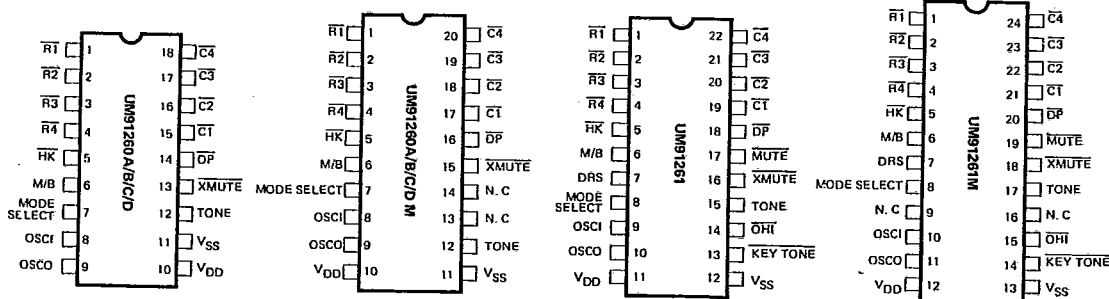 R1 1 18 C4
R2 2 17 C3
R3 3 16 C2
R4 4 15 C1
HK 5 14 DP
M/B 6 13 XMUTE
MODE SELECT 7 12 TONE
OSCI 8 11 VSS
OSCO 9 10 VDD
UM91260A/B/C/D
R1 1 20 C4
R2 2 19 C3
R3 3 18 C2
R4 4 17 C1
HK 5 16 DP
M/B 6 15 XMUTE
MODE SELECT 7 14 N.C
OSCI 8 13 N.C
OSCO 9 12 TONE
VDD 10 11 VSS
UM91260A/B/C/D M
R1 1 22 C4
R2 2 21 C3
R3 3 20 C2
R4 4 19 C1
HK 5 18 DP
M/B 6 17 MUTE
DRS 7 16 XMUTE
MODE SELECT 8 15 TONE
OSCI 9 14 OHI
OSCO 10 13 KEY TONE
VDD 11 12 VSS
UM91261
R1 1 24 C4
R2 2 23 C3
R3 3 22 C2
R4 4 21 C1
HK 5 20 DP
M/B 6 19 MUTE
DRS 7 18 XMUTE
MODE SELECT 8 17 TONE
N.C 9 16 N.C
OSCI 10 15 OHI
OSCO 11 14 KEY TONE
VDD 12 13 VSS
UM91261M